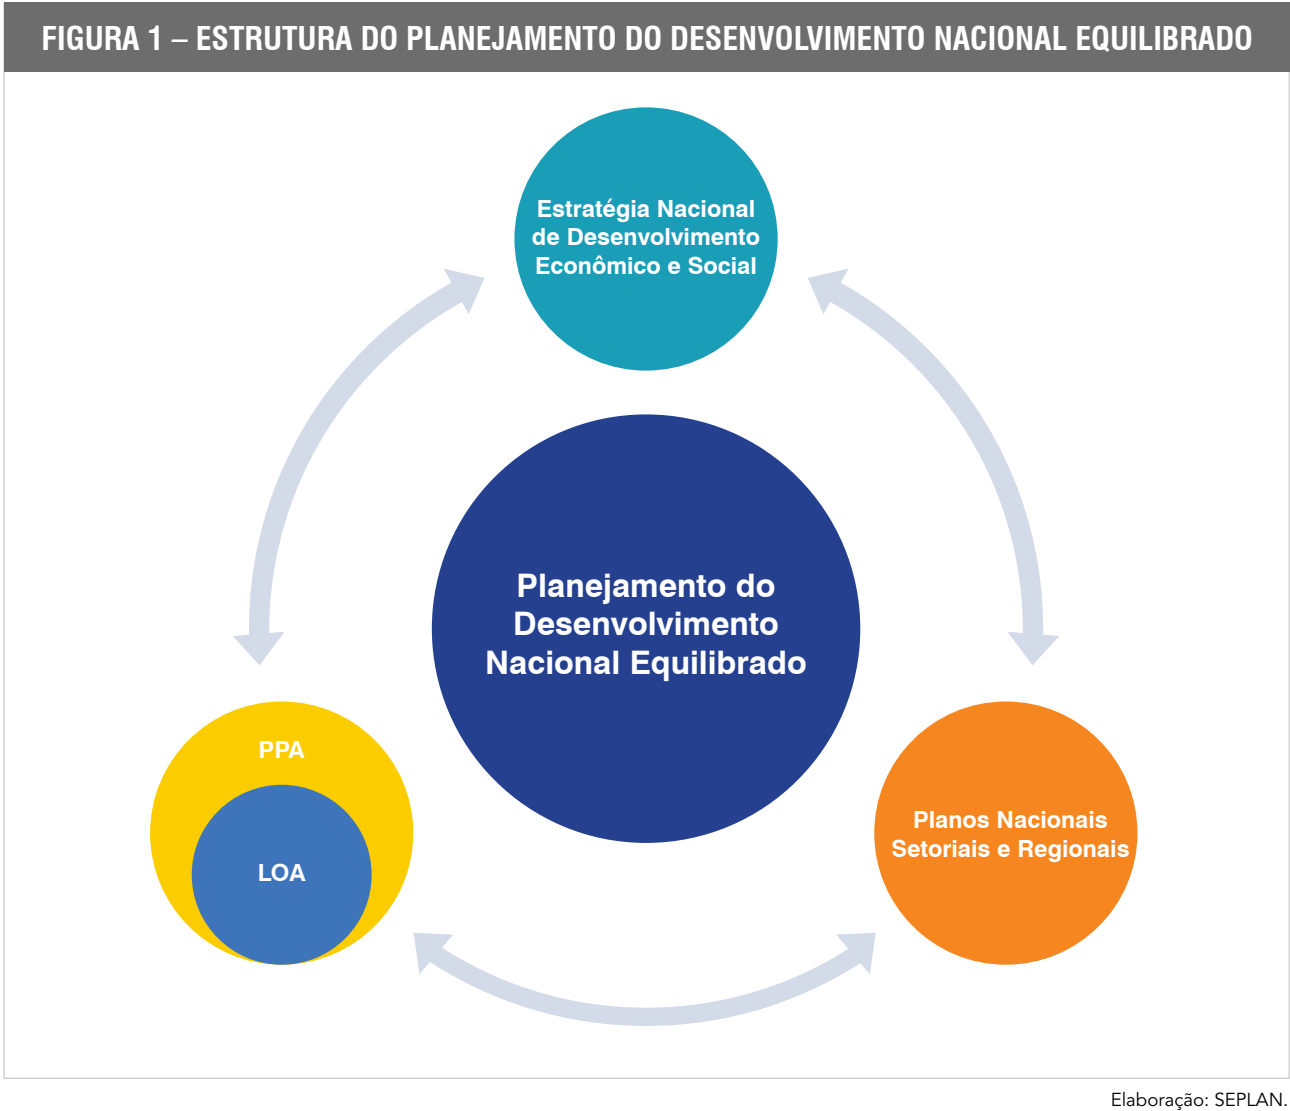 FIGURA 1 – ESTRUTURA DO PLANEJAMENTO DO DESENVOLVIMENTO NACIONAL EQUILIBRADO
Estratégia Nacional
de Desenvolvimento
Econômico e Social
Planejamento do
Desenvolvimento
Nacional Equilibrado
PPA
LOA
Planos Nacionais
Setoriais e Regionais
Elaboração: SEPLAN.